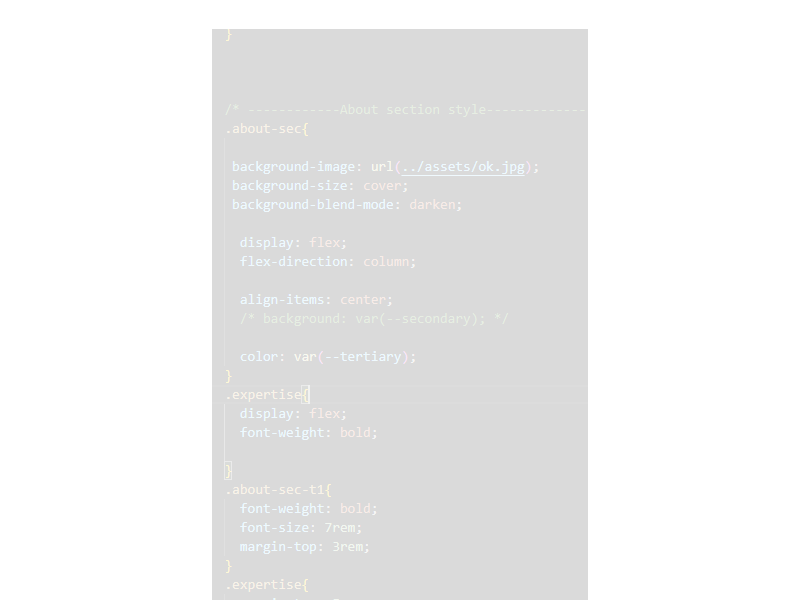 }
/* ------------About section style-------------
.about-sec{
background-image: url(../assets/ok.jpg);
background-size: cover;
background-blend-mode: darken;
display: flex;
flex-direction: column;
align-items: center;
/* background: var(--secondary); */
color: var(--tertiary);
}
.expertise{
display: flex;
font-weight: bold;
}
.about-sec-t1{
font-weight: bold;
font-size: 7rem;
margin-top: 3rem;
}
.expertise{